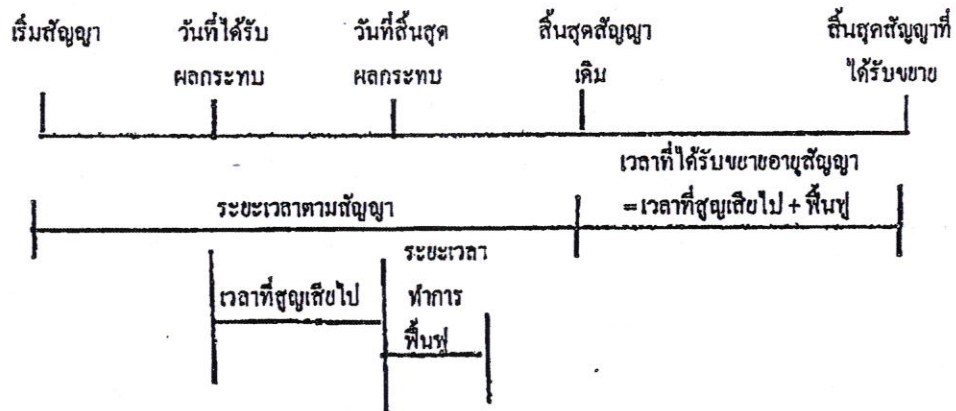 เริ่มสัญญา วันที่ได้รับ วันที่สิ้นสุด สิ้นสุดสัญญา สิ้นสุดสัญญาที่
ผลกระทบ ผลกระทบ เดิม ได้รับขยาย
เวลาที่ได้รับขยายอายุสัญญา
ระยะเวลาตามสัญญา =เวลาที่สูญเสียไป + ฟื้นฟู
ระยะเวลา
เวลาที่สูญเสียไป ทำการ
ฟื้นฟู